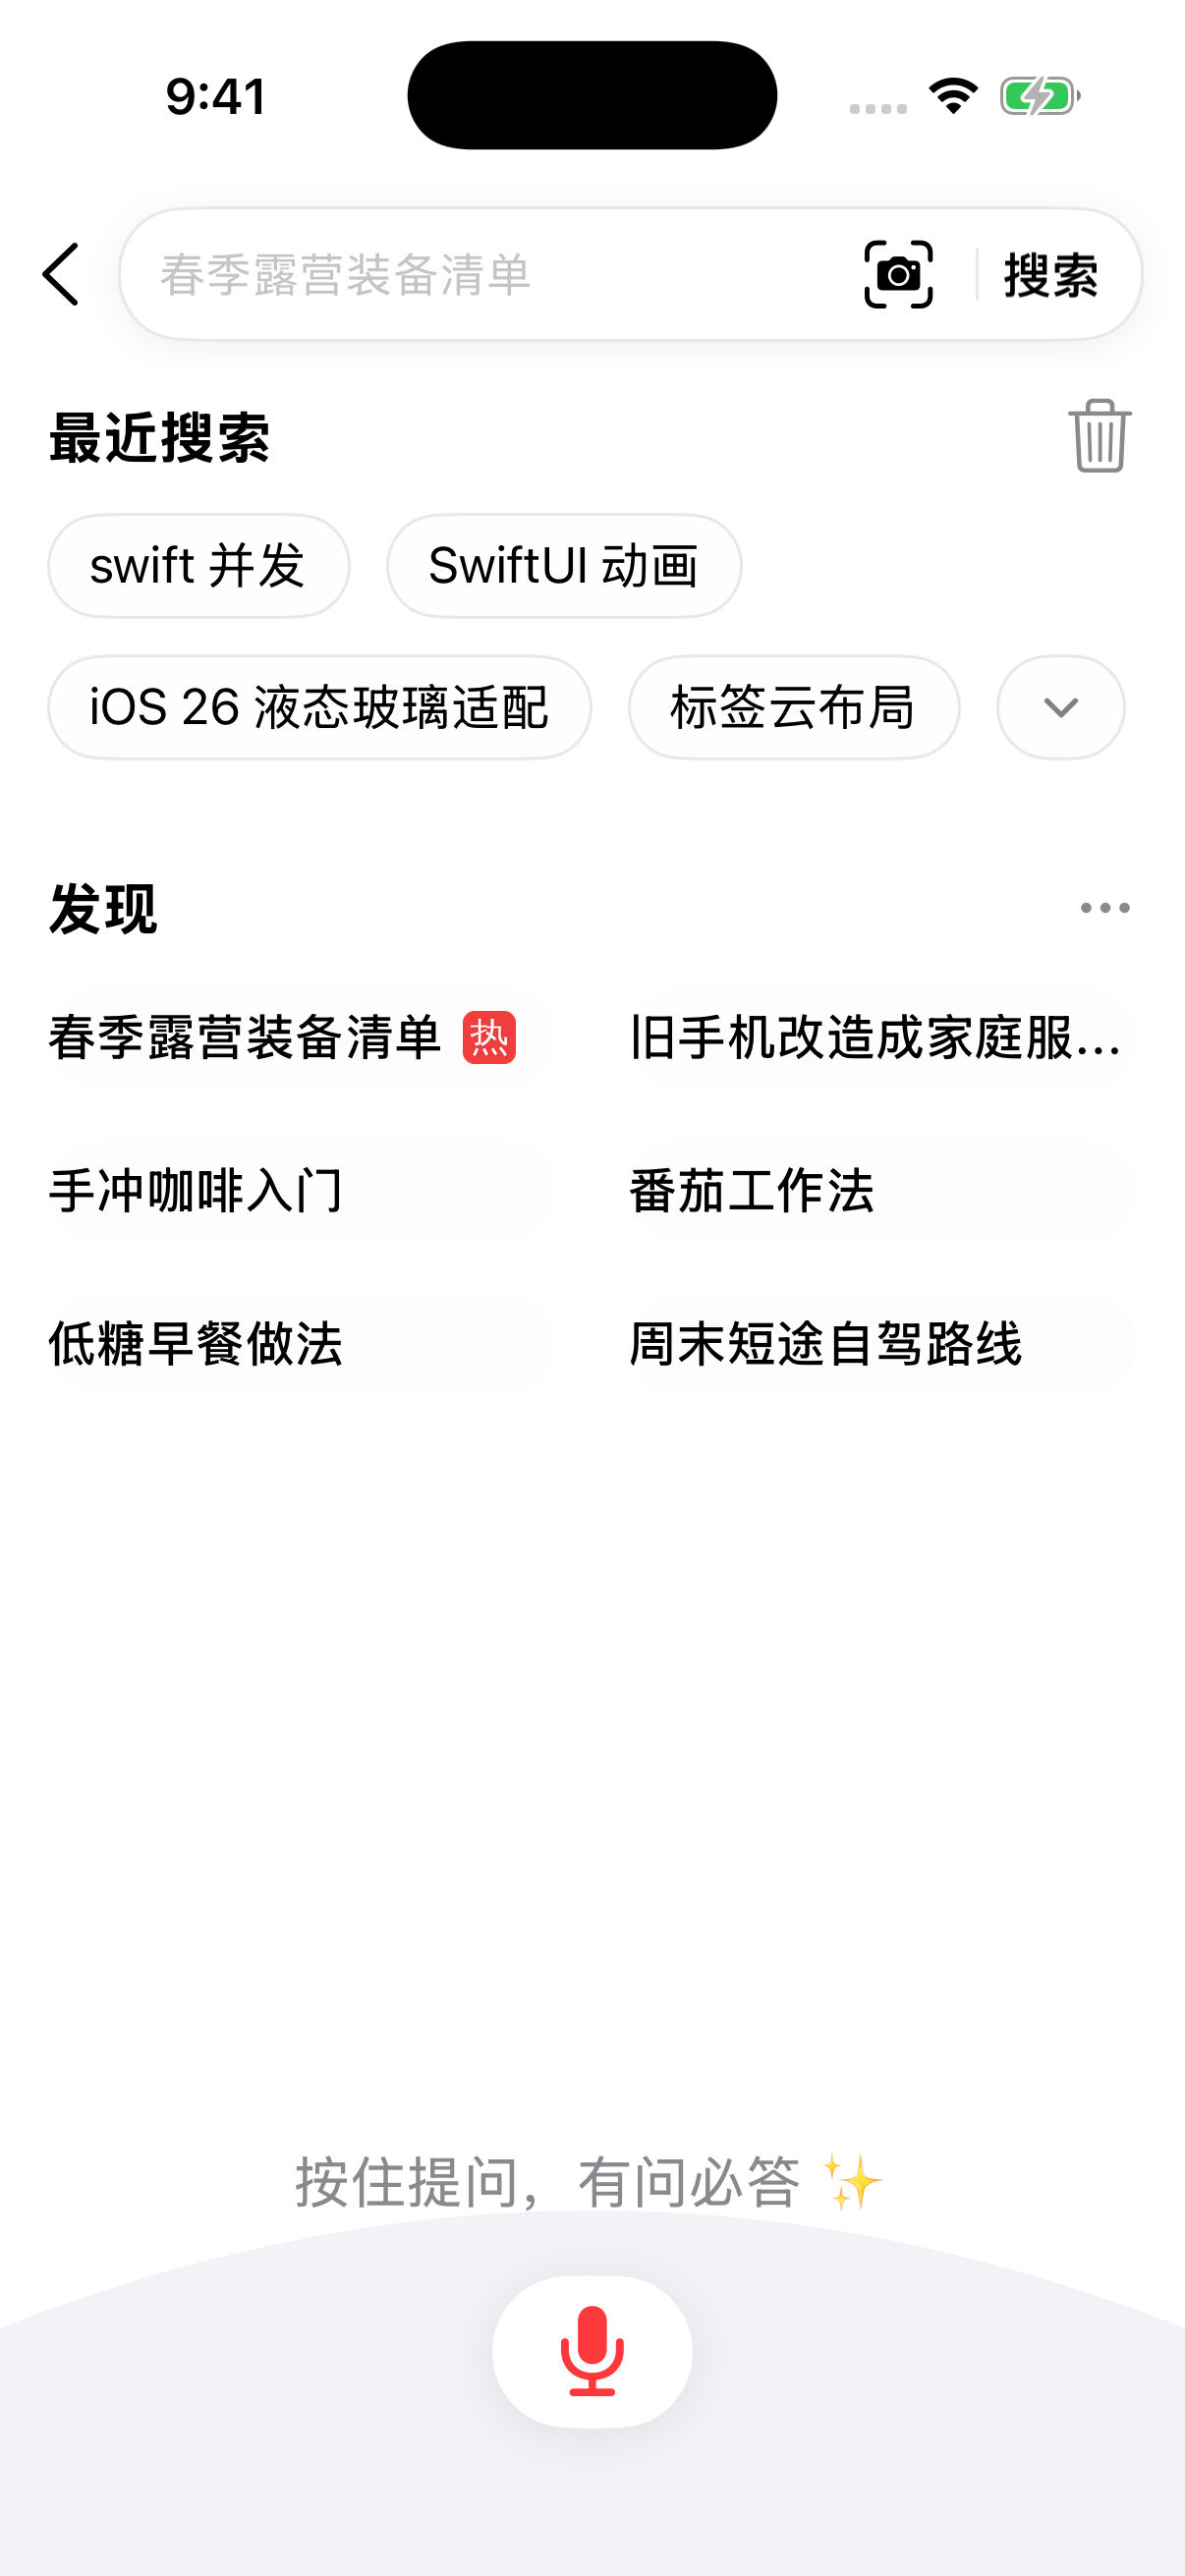 9:41
春季露营装备清单 搜索
最近搜索
swift 并发 SwiftUI 动画
iOS 26 液态玻璃适配 标签云布局
发现
春季露营装备清单 热 旧手机改造成家庭服...
手冲咖啡入门 番茄工作法
低糖早餐做法 周末短途自驾路线
按住提问，有问必答 ✨